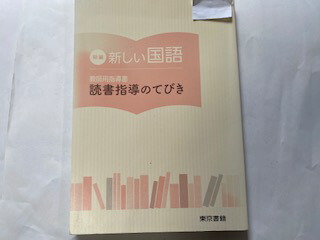 新編 新しい国語
教師用指導書
読書指導のてびき
東京書籍